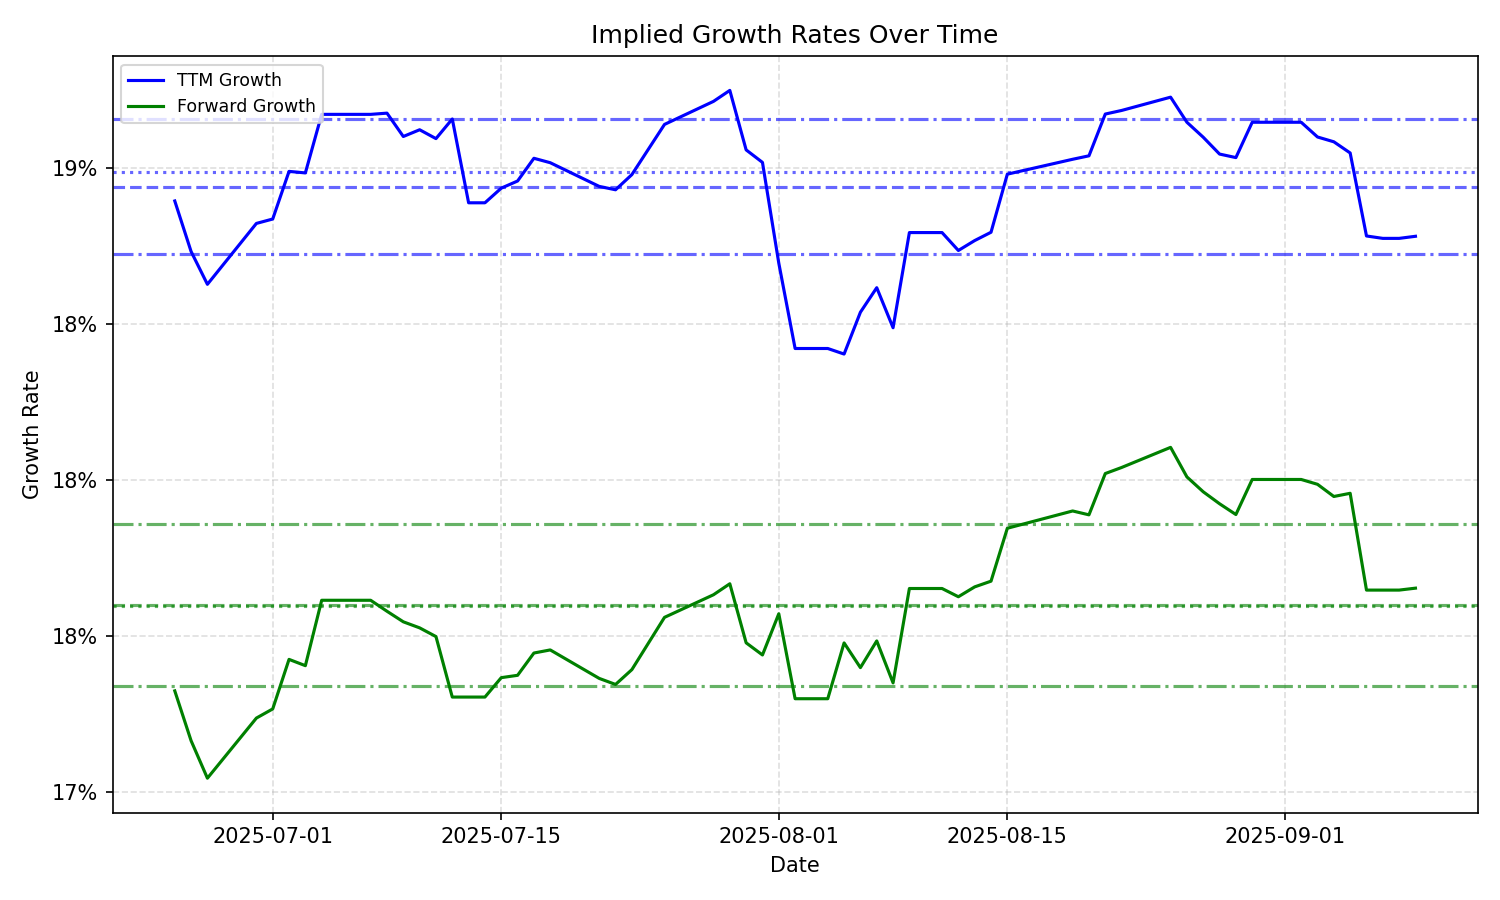 Implied Growth Rates Over Time
TTM Growth
Forward Growth
19%
18%
18%
18%
17%
Growth Rate
2025-07-01
2025-07-15
2025-08-01
2025-08-15
2025-09-01
Date